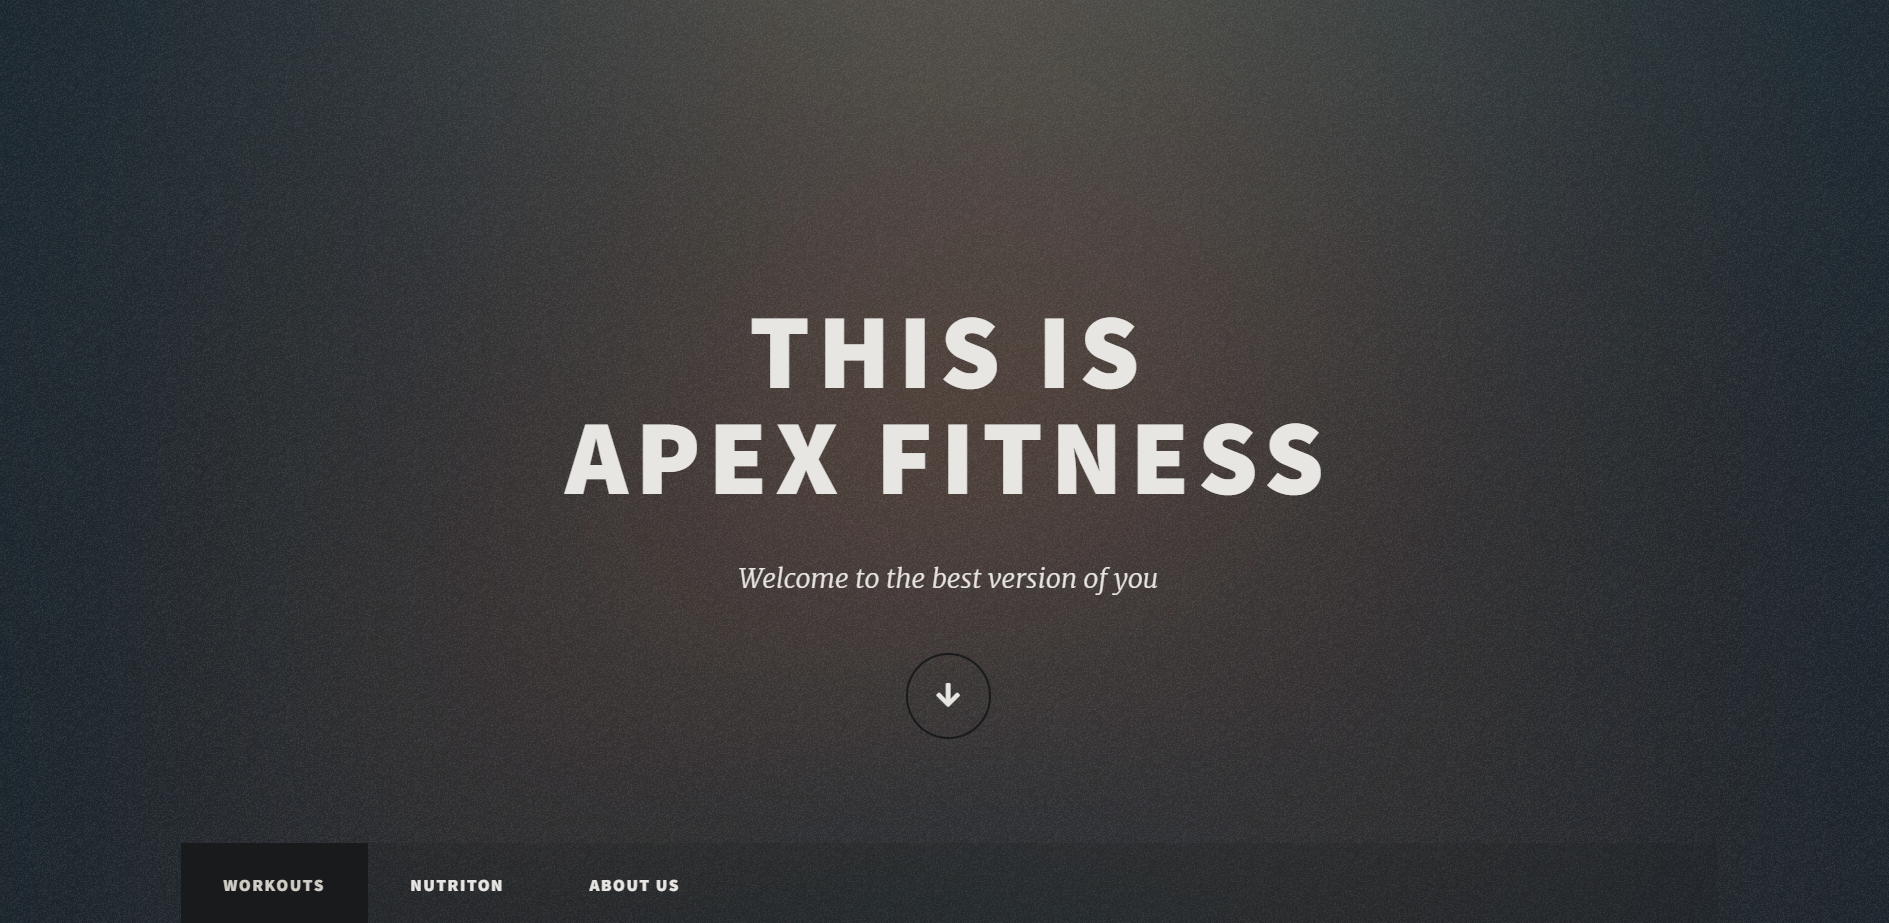 THIS IS
APEX FITNESS
Welcome to the best version of you
WORKOUTS NUTRITON ABOUT US